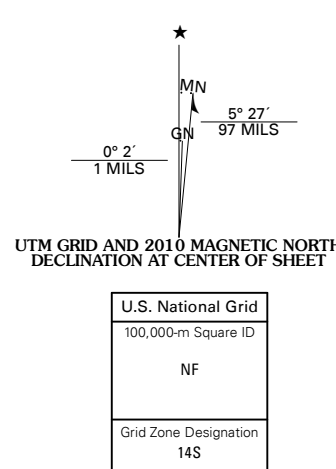 ★
MN
GN
5° 27´
97 MILS
0° 2´
1 MILS
UTM GRID AND 2010 MAGNETIC NORTH
DECLINATION AT CENTER OF SHEET
U.S. National Grid
100,000-m Square ID
NF
Grid Zone Designation
14S